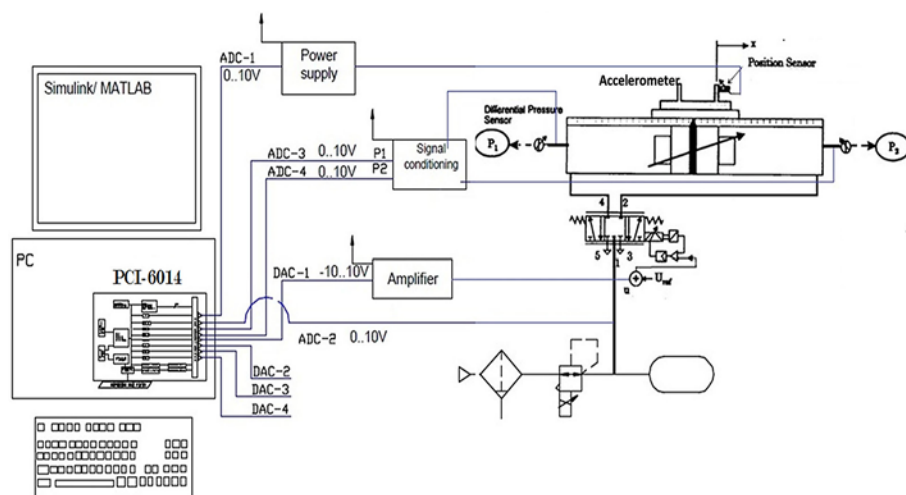 Simulink/ MATLAB
PC
PCI-6014
ADC-1
0..10V
Power
supply
ADC-3 0..10V
ADC-4 0..10V
P1
P2
Signal
conditioning
DAC-1 -10..10V
Amplifier
ADC-2 0..10V
DAC-2
DAC-3
DAC-4
x
Position Sensor
Accelerometer
Differential Pressure
Sensor
P1
P2
4 2
5 1 3
u
Uref